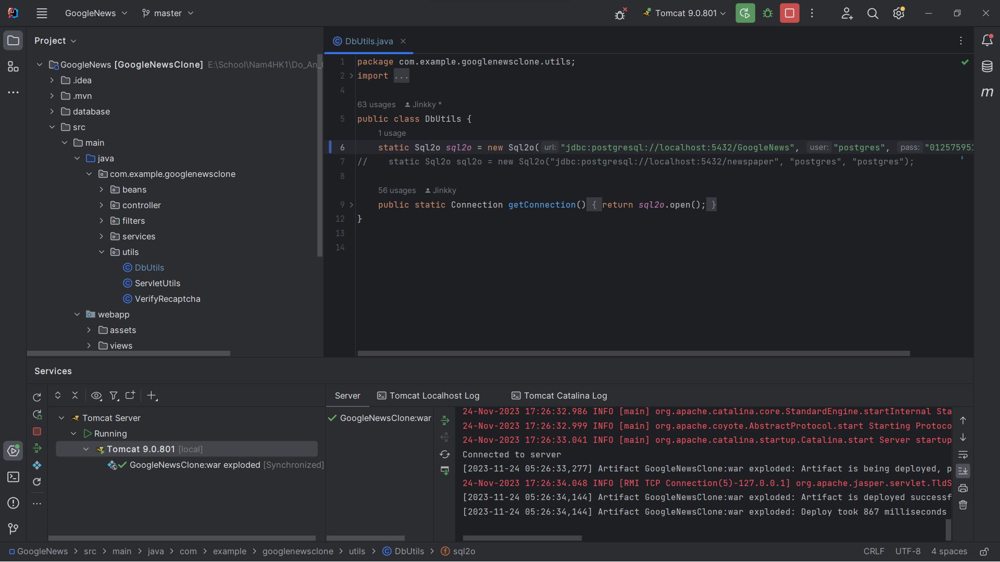 GoogleNews
master
Tomcat 9.0.801
Project
DbUtils.java
GoogleNews [GoogleNewsClone] E:\School\Nam4HK1\Do_An_
.idea
.mvn
database
src
main
java
com.example.googlenewsclone
beans
controller
filters
services
utils
DbUtils
ServletUtils
VerifyRecaptcha
webapp
assets
views
1 package com.example.googlenewsclone.utils;
2 import ...
4
63 usages Jinkky *
5 public class DbUtils {
1 usage
6 static Sql2o sql2o = new Sql2o( url: "jdbc:postgresql://localhost:5432/GoogleNews", user: "postgres", pass: "012575951
7 // static Sql2o sql2o = new Sql2o("jdbc:postgresql://localhost:5432/newspaper", "postgres", "postgres");
8
56 usages Jinkky
9 public static Connection getConnection() { return sql2o.open(); }
12 }
13
14
Services
Tomcat Server
Running
Tomcat 9.0.801 [local]
GoogleNewsClone:war exploded [Synchronized]
Server
Tomcat Localhost Log
Tomcat Catalina Log
GoogleNewsClone:war
24-Nov-2023 17:26:32.986 INFO [main] org.apache.catalina.core.StandardEngine.startInternal Sta
24-Nov-2023 17:26:32.999 INFO [main] org.apache.coyote.AbstractProtocol.start Starting Protoco
24-Nov-2023 17:26:33.041 INFO [main] org.apache.catalina.startup.Catalina.start Server startup
Connected to server
[2023-11-24 05:26:33,277] Artifact GoogleNewsClone:war exploded: Artifact is being deployed, p
24-Nov-2023 17:26:34.048 INFO [RMI TCP Connection(5)-127.0.0.1] org.apache.jasper.servlet.TldS
[2023-11-24 05:26:34,144] Artifact GoogleNewsClone:war exploded: Artifact is deployed successf
[2023-11-24 05:26:34,144] Artifact GoogleNewsClone:war exploded: Deploy took 867 milliseconds
GoogleNews > src > main > java > com > example > googlenewsclone > utils > DbUtils > sql2o
CRLF UTF-8 4 spaces